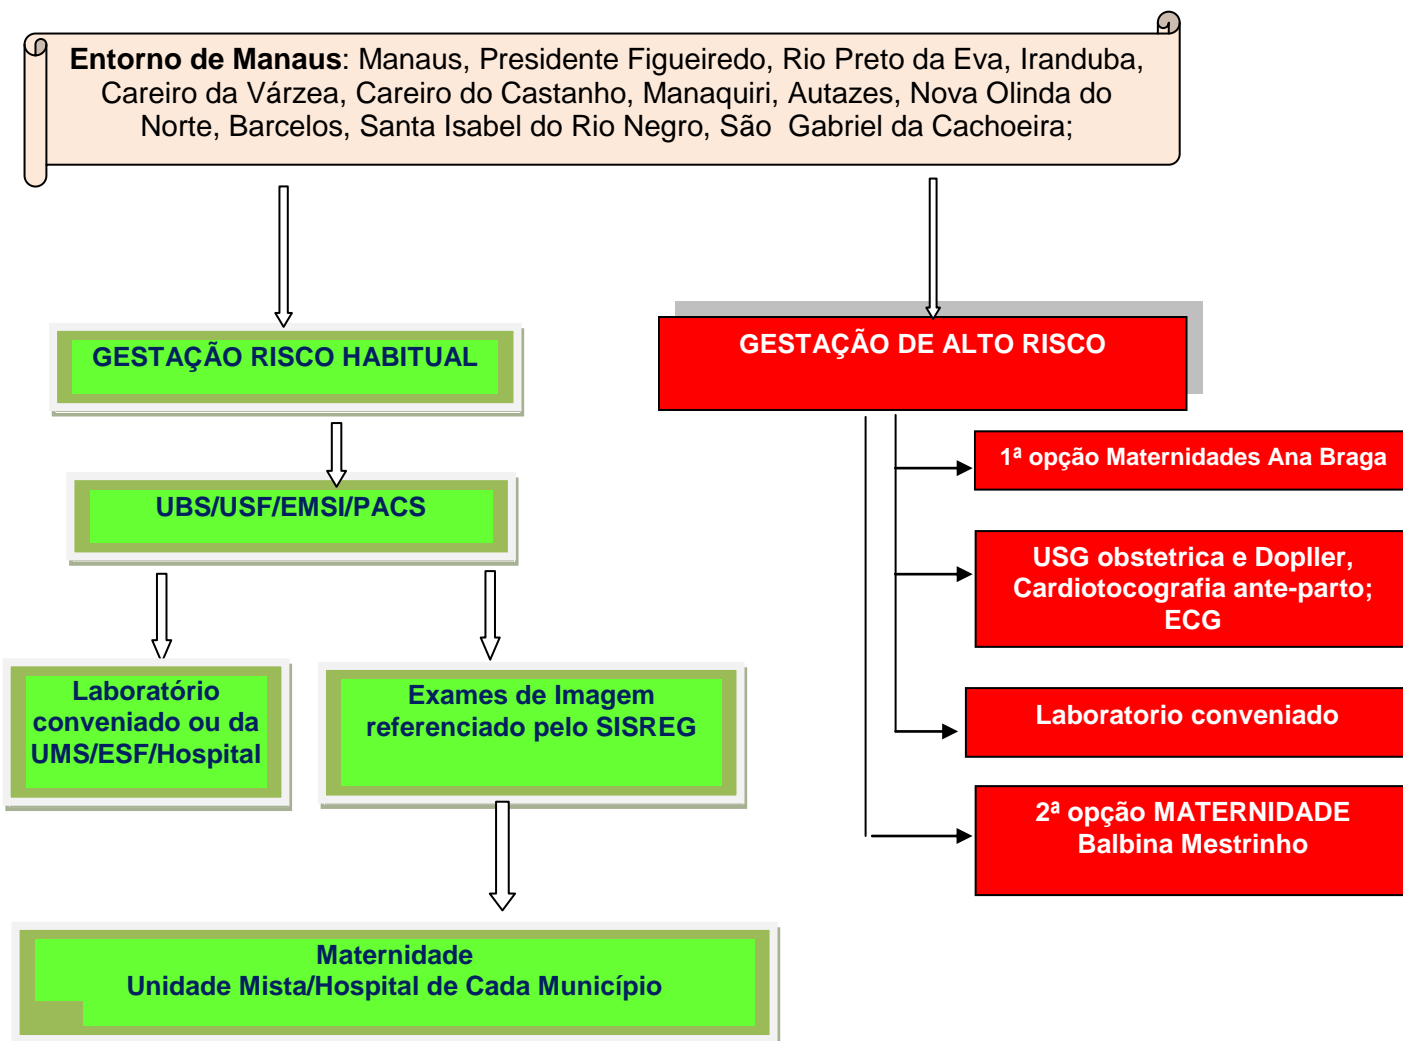 Entorno de Manaus: Manaus, Presidente Figueiredo, Rio Preto da Eva, Iranduba,
Careiro da Várzea, Careiro do Castanho, Manaquiri, Autazes, Nova Olinda do
Norte, Barcelos, Santa Isabel do Rio Negro, São Gabriel da Cachoeira;
GESTAÇÃO RISCO HABITUAL
UBS/USF/EMSI/PACS
Laboratório
conveniado ou da
UMS/ESF/Hospital
Exames de Imagem
referenciado pelo SISREG
Maternidade
Unidade Mista/Hospital de Cada Município
GESTAÇÃO DE ALTO RISCO
1ª opção Maternidades Ana Braga
USG obstetrica e Dopller,
Cardiotocografia ante-parto;
ECG
Laboratorio conveniado
2ª opção MATERNIDADE
Balbina Mestrinho